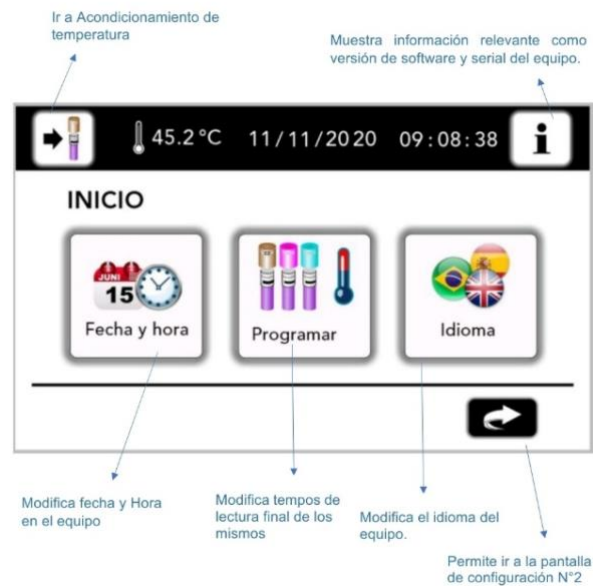 Ir a Acondicionamiento de
temperatura
Muestra información relevante como
versión de software y serial del equipo.
45.2 °C 11/11/2020 09:08:38 i
INICIO
JUNI
15
Fecha y hora
Programar
Idioma
Modifica fecha y Hora
en el equipo
Modifica tempos de
lectura final de los
mismos
Modifica el idioma del
equipo.
Permite ir a la pantalla
de configuración N°2